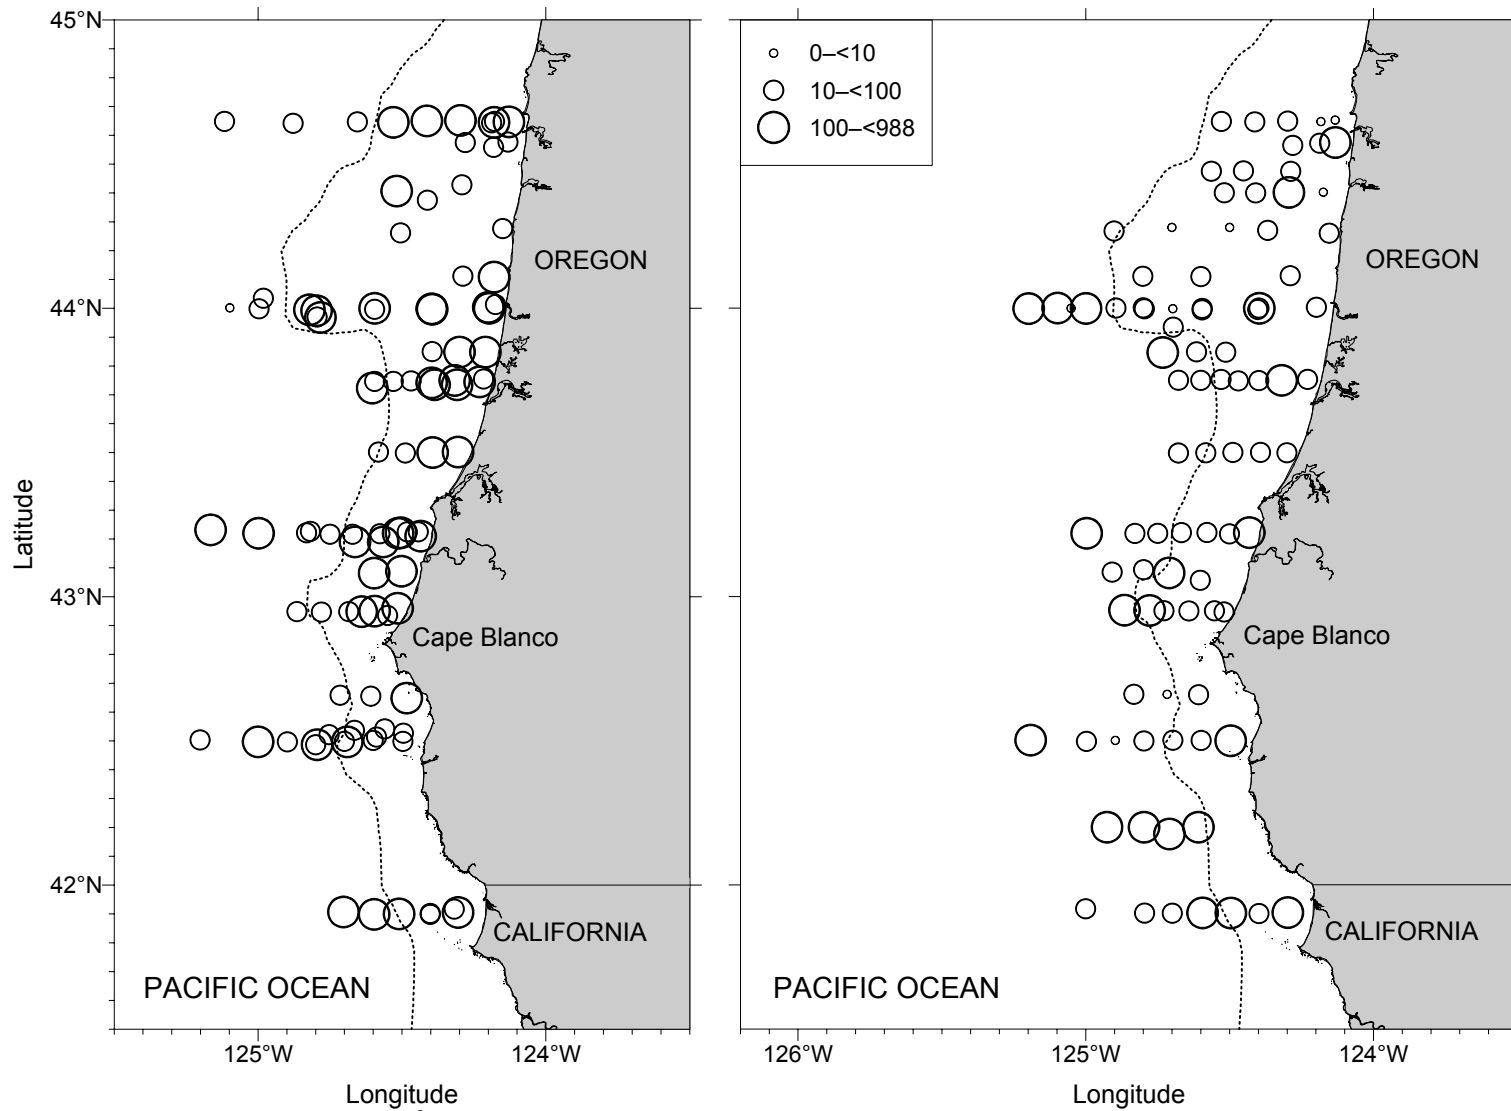 45°N
0–<10
10–<100
100–<988
OREGON
OREGON
44°N
Latitude
43°N
Cape Blanco
Cape Blanco
42°N
CALIFORNIA
CALIFORNIA
PACIFIC OCEAN
PACIFIC OCEAN
125°W
124°W
126°W
125°W
124°W
Longitude
Longitude